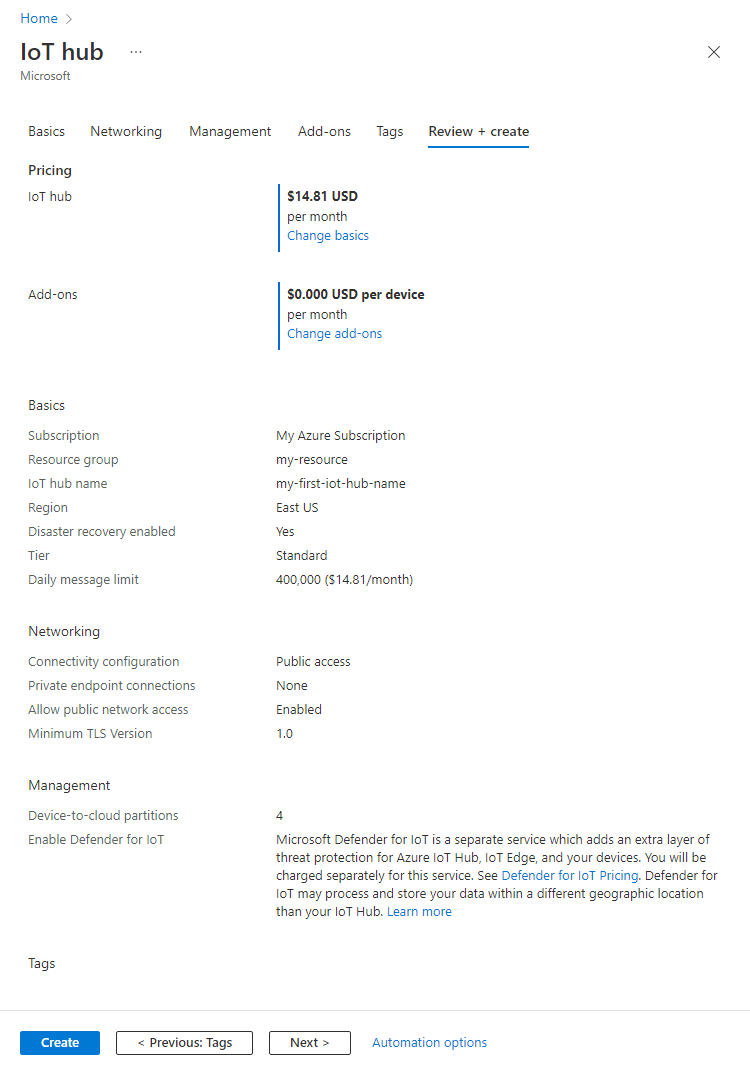 Home >
IoT hub ...
Microsoft
Basics Networking Management Add-ons Tags Review + create
Pricing
IoT hub $14.81 USD
per month
Change basics
Add-ons $0.000 USD per device
per month
Change add-ons
Basics
Subscription My Azure Subscription
Resource group my-resource
IoT hub name my-first-iot-hub-name
Region East US
Disaster recovery enabled Yes
Tier Standard
Daily message limit 400,000 ($14.81/month)
Networking
Connectivity configuration Public access
Private endpoint connections None
Allow public network access Enabled
Minimum TLS Version 1.0
Management
Device-to-cloud partitions 4
Enable Defender for IoT Microsoft Defender for IoT is a separate service which adds an extra layer of
threat protection for Azure IoT Hub, IoT Edge, and your devices. You will be
charged separately for this service. See Defender for IoT Pricing. Defender for
IoT may process and store your data within a different geographic location
than your IoT Hub. Learn more
Tags
Create < Previous: Tags Next > Automation options